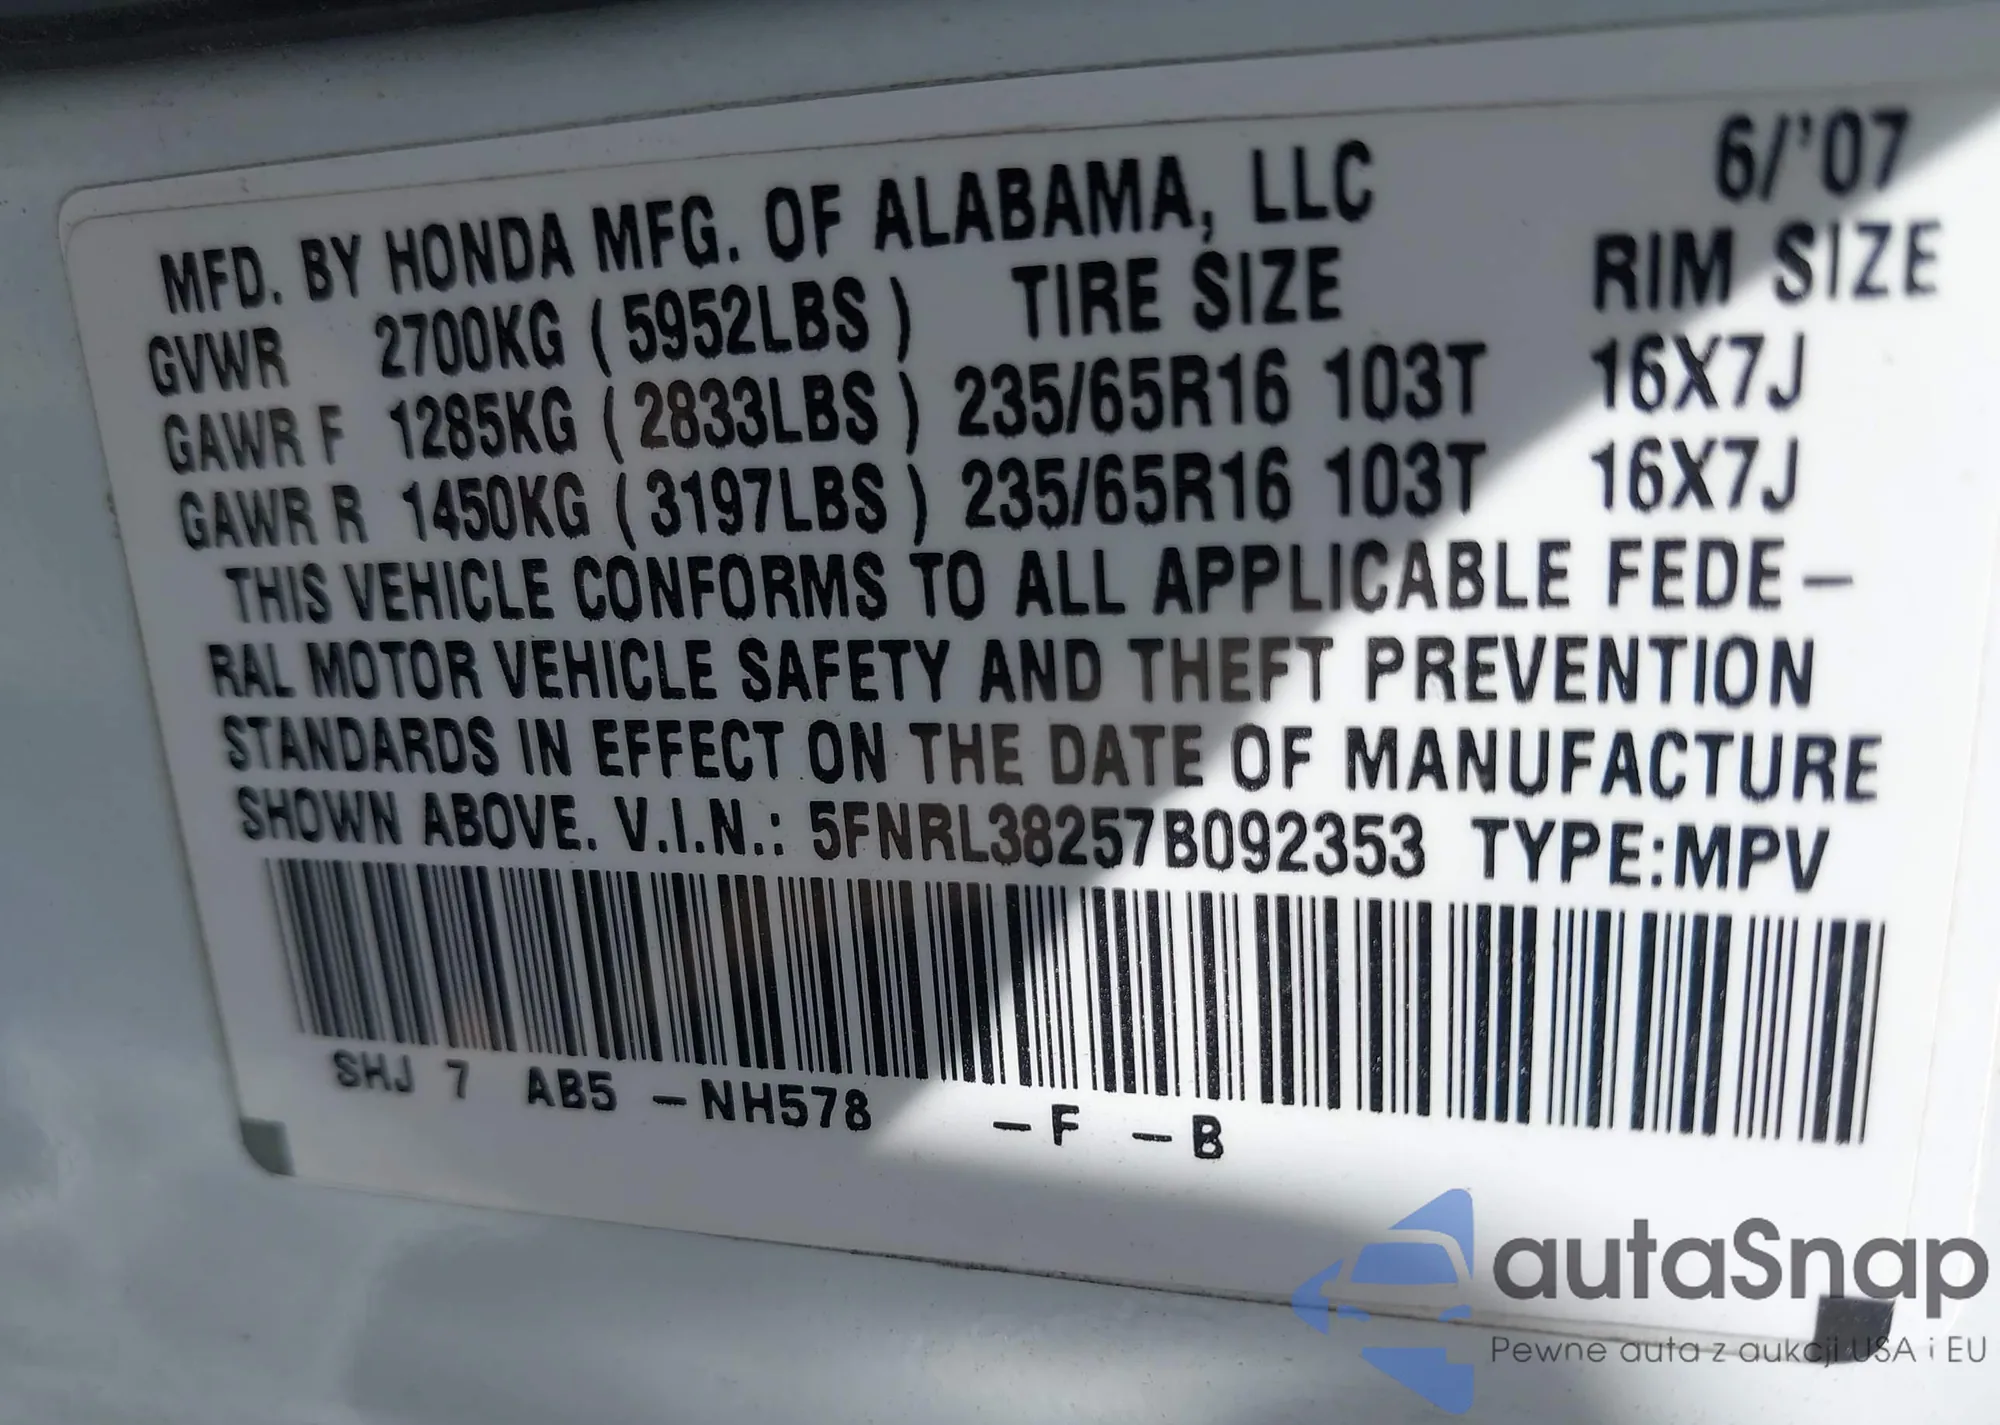 6/'07
MFD. BY HONDA MFG. OF ALABAMA, LLC
GVWR 2700KG ( 5952LBS ) TIRE SIZE RIM SIZE
GAWR F 1285KG ( 2833LBS ) 235/65R16 103T 16X7J
GAWR R 1450KG ( 3197LBS ) 235/65R16 103T 16X7J
THIS VEHICLE CONFORMS TO ALL APPLICABLE FEDE–
RAL MOTOR VEHICLE SAFETY AND THEFT PREVENTION
STANDARDS IN EFFECT ON THE DATE OF MANUFACTURE
SHOWN ABOVE. V.I.N.: 5FNRL38257B092353 TYPE:MPV
SHJ 7 AB5 –NH578 –F –B
autaSnap
Pewne auta z aukcji USA i EU